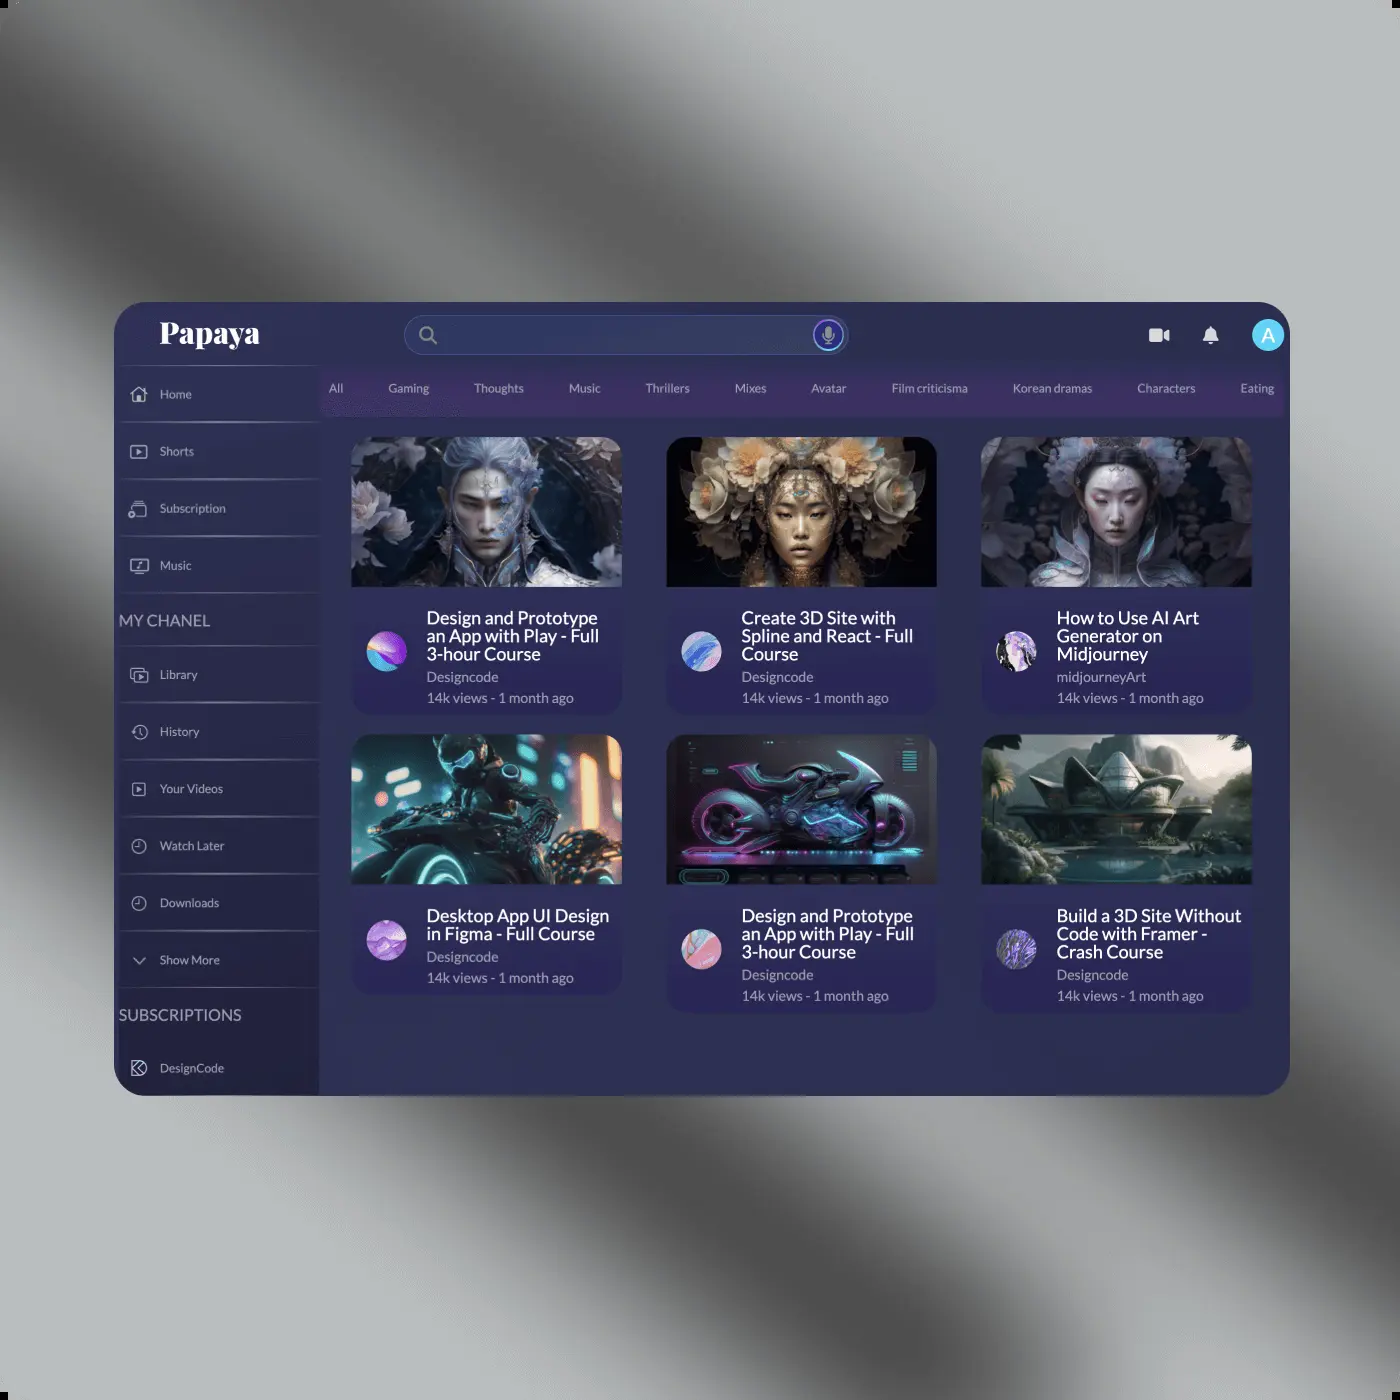 Papaya
A
Home
Shorts
Subscription
Music
MY CHANEL
Library
History
Your Videos
Watch Later
Downloads
Show More
SUBSCRIPTIONS
DesignCode
All Gaming Thoughts Music Thrillers Mixes Avatar Film criticisma Korean dramas Characters Eating
Design and Prototype
an App with Play - Full
3-hour Course
Designcode
14k views - 1 month ago
Create 3D Site with
Spline and React - Full
Course
Designcode
14k views - 1 month ago
How to Use AI Art
Generator on
Midjourney
midjourneyArt
14k views - 1 month ago
Desktop App UI Design
in Figma - Full Course
Designcode
14k views - 1 month ago
Design and Prototype
an App with Play - Full
3-hour Course
Designcode
14k views - 1 month ago
Build a 3D Site Without
Code with Framer -
Crash Course
Designcode
14k views - 1 month ago